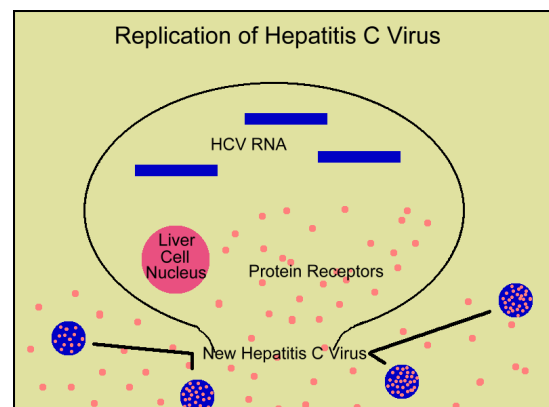 Replication of Hepatitis C Virus
HCV RNA
Liver
Cell
Nucleus
Protein Receptors
New Hepatitis C Virus